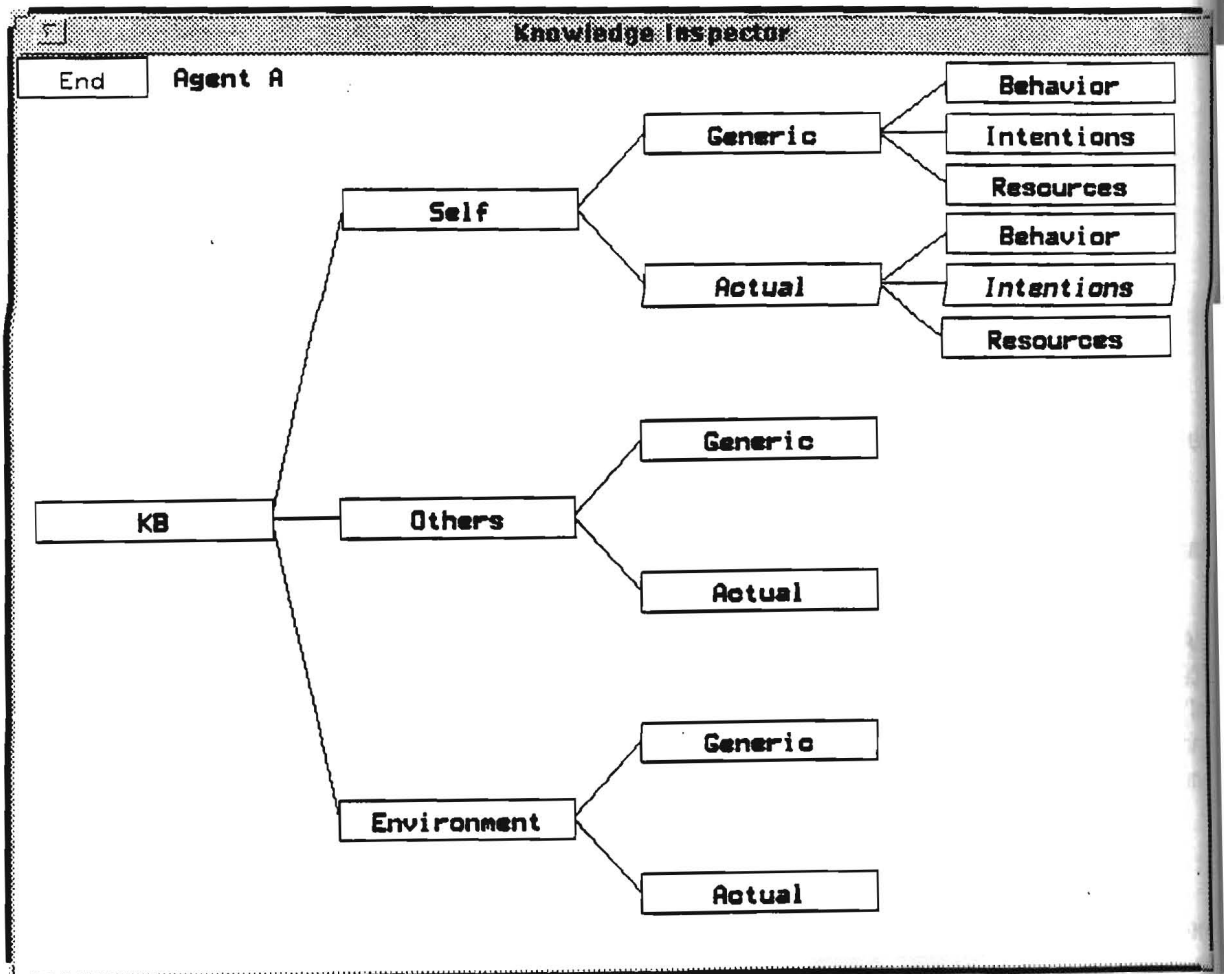 Knowledge Inspector
End
Agent A
Behavior
Generic
Intentions
Resources
Self
Behavior
Actual
Intentions
Resources
Generic
KB
Others
Actual
Generic
Environment
Actual